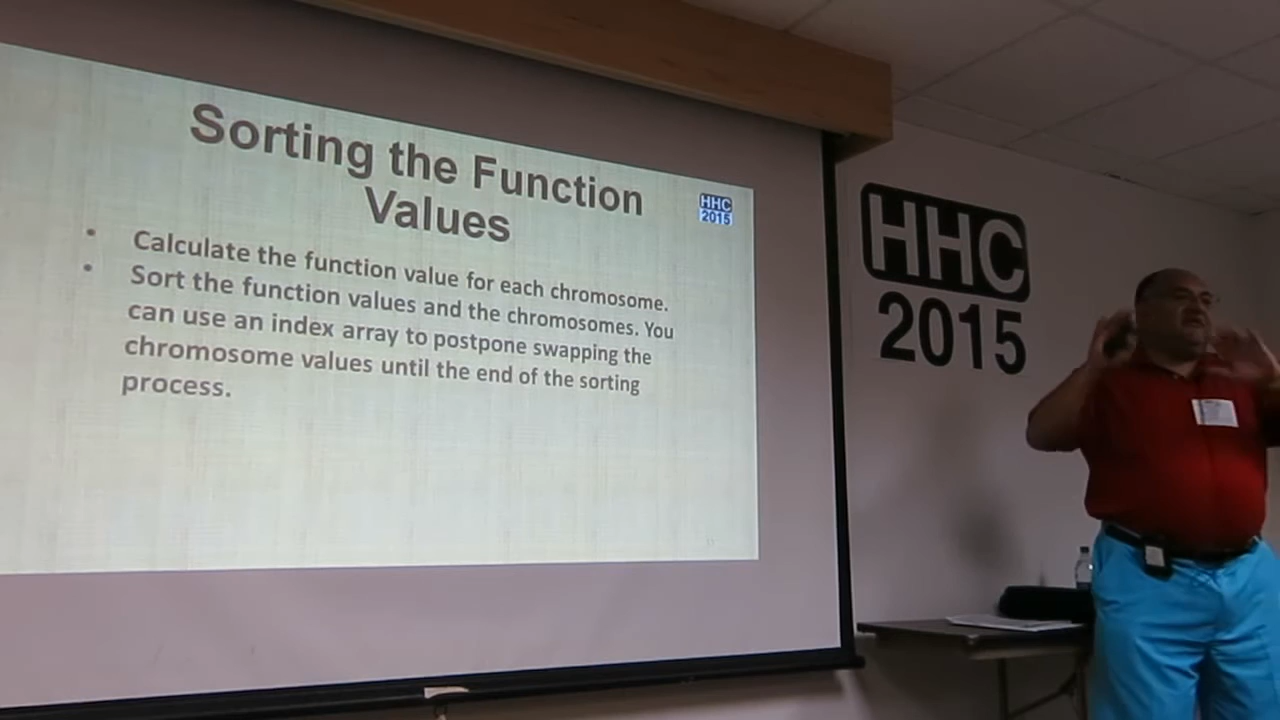 Sorting the Function
Values
HHC
2015
• Calculate the function value for each chromosome.
• Sort the function values and the chromosomes. You
can use an index array to postpone swapping the
chromosome values until the end of the sorting
process.
HHC
2015